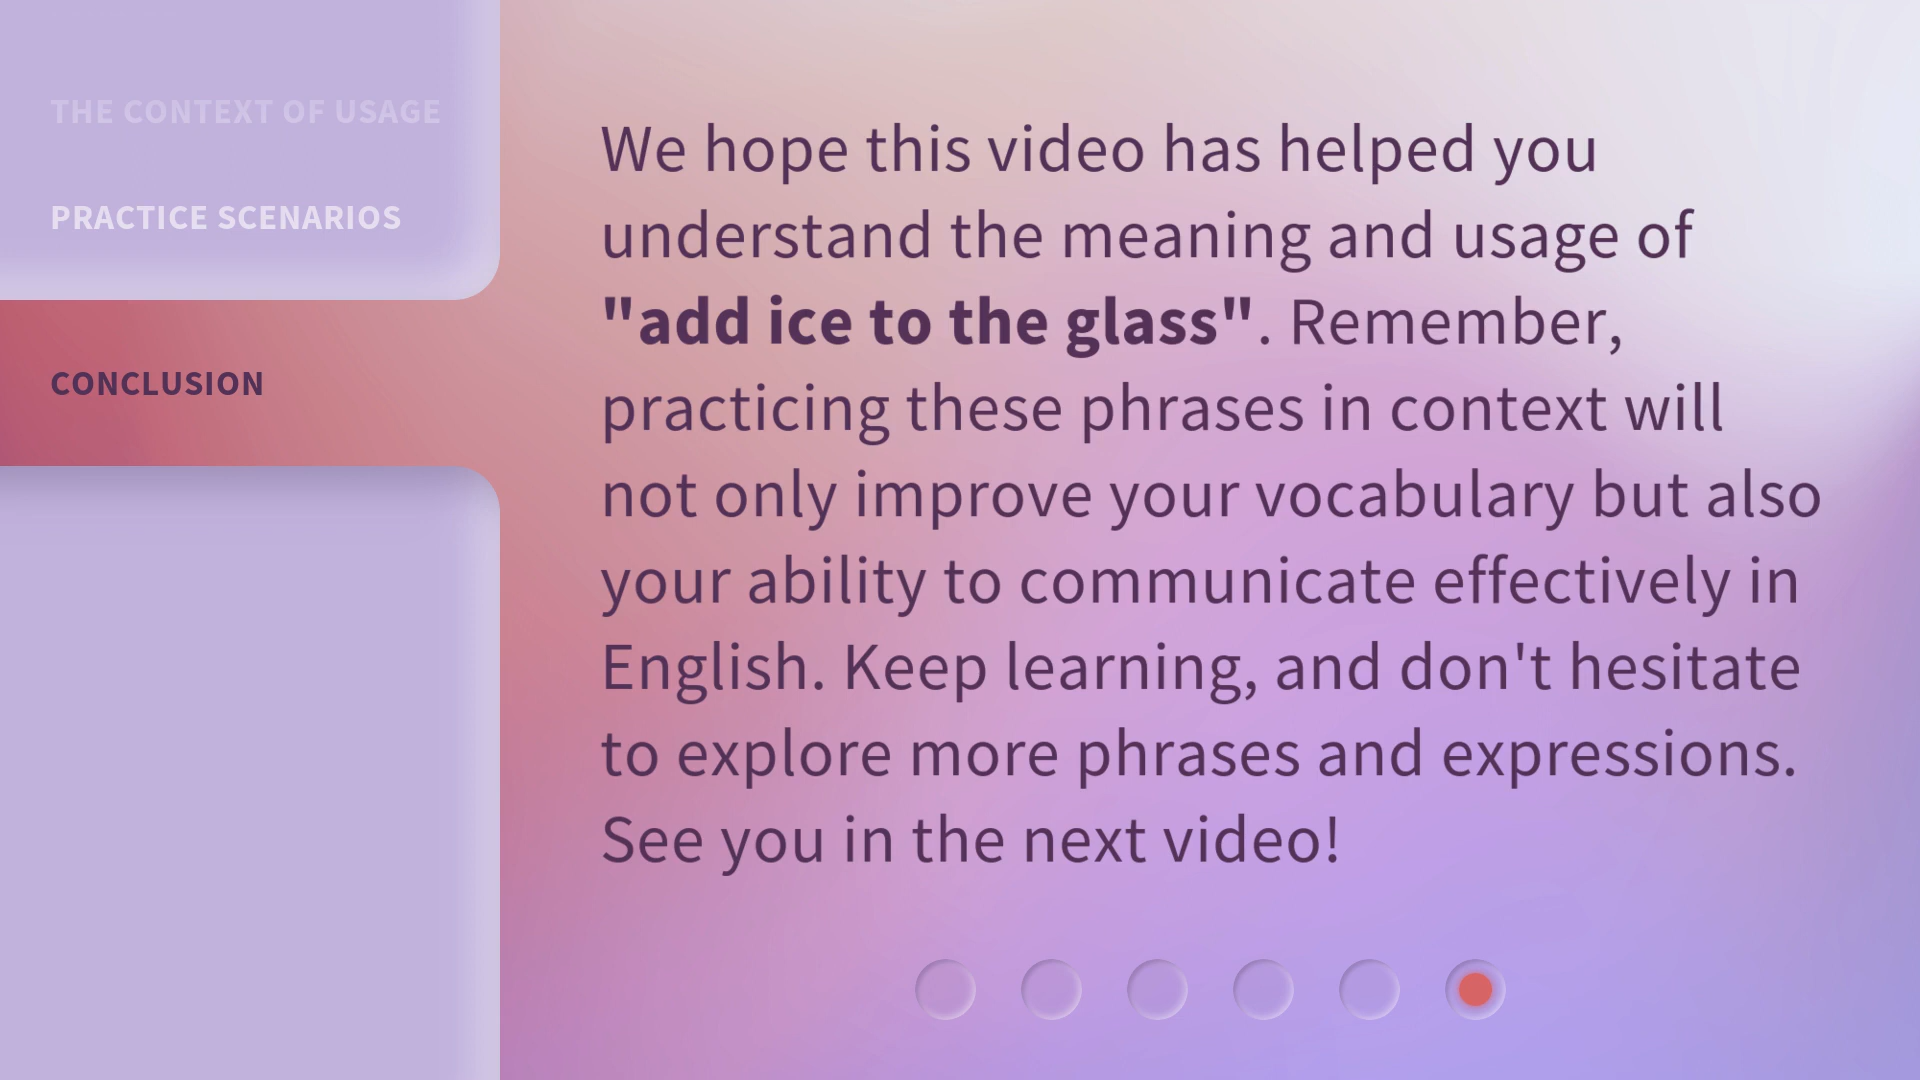 THE CONTEXT OF USAGE
PRACTICE SCENARIOS
CONCLUSION
We hope this video has helped you
understand the meaning and usage of
"add ice to the glass". Remember,
practicing these phrases in context will
not only improve your vocabulary but also
your ability to communicate effectively in
English. Keep learning, and don't hesitate
to explore more phrases and expressions.
See you in the next video!